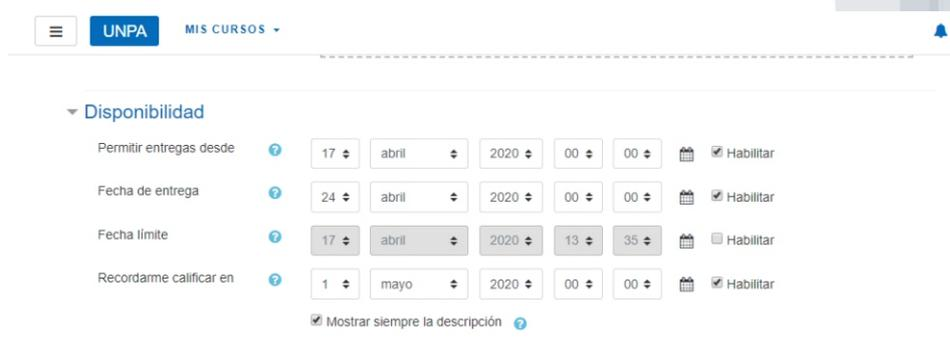 UNPA MIS CURSOS
Disponibilidad
Permitir entregas desde ? 17 abril 2020 00 00 Habilitar
Fecha de entrega ? 24 abril 2020 00 00 Habilitar
Fecha límite ? 17 abril 2020 13 35 Habilitar
Recordarme calificar en ? 1 mayo 2020 00 00 Habilitar
Mostrar siempre la descripción ?